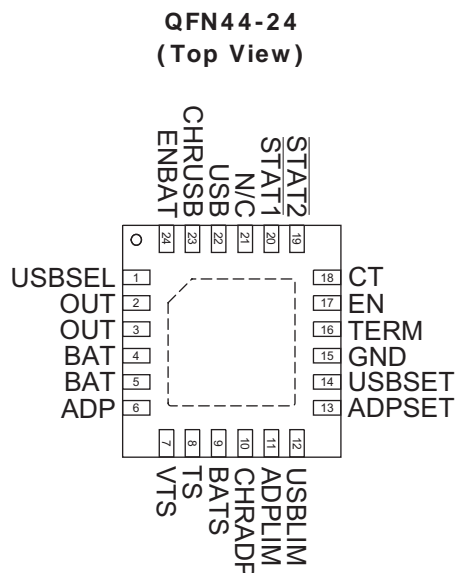 QFN44-24
(Top View)
ENBAT
CHRUSB
USB
N/C
STAT1
STAT2
24
23
22
21
20
19
USBSEL 1
OUT 2
OUT 3
BAT 4
BAT 5
ADP 6
18 CT
17 EN
16 TERM
15 GND
14 USBSET
13 ADPSET
7
8
9
10
11
12
VTS
TS
BATS
CHRADP
ADPLIM
USBLIM